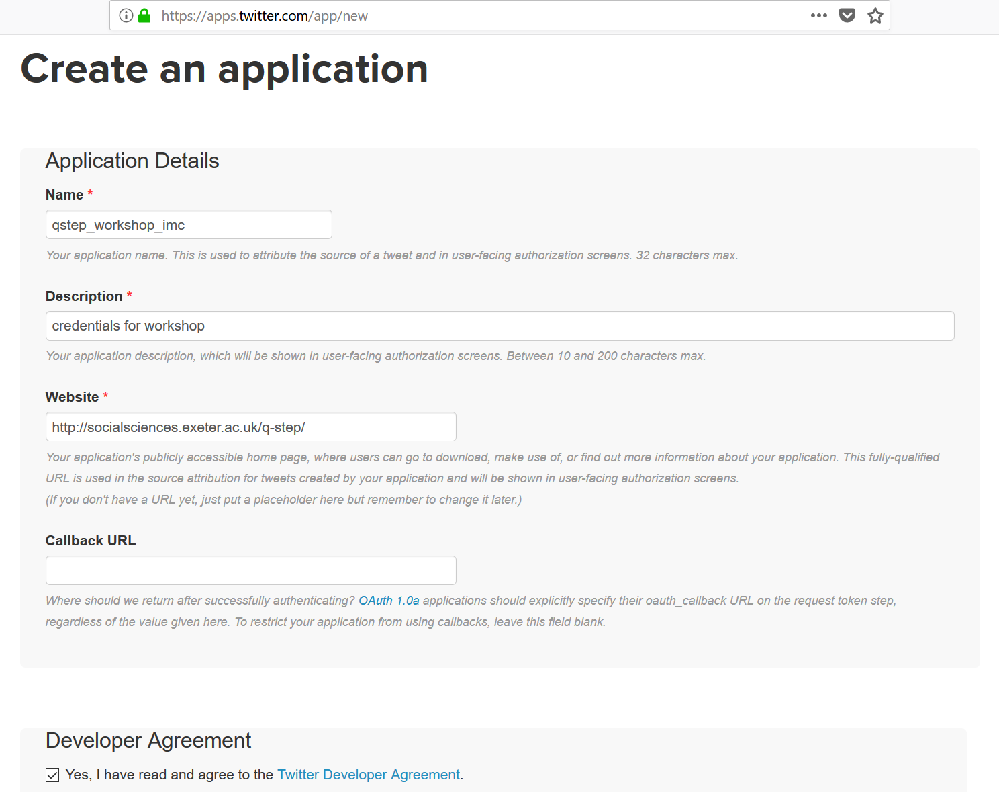 https://apps.twitter.com/app/new
Create an application
Application Details
Name *
qstep_workshop_imc
Your application name. This is used to attribute the source of a tweet and in user-facing authorization screens. 32 characters max.
Description *
credentials for workshop
Your application description, which will be shown in user-facing authorization screens. Between 10 and 200 characters max.
Website *
http://socialsciences.exeter.ac.uk/q-step/
Your application's publicly accessible home page, where users can go to download, make use of, or find out more information about your application. This fully-qualified
URL is used in the source attribution for tweets created by your application and will be shown in user-facing authorization screens.
(If you don't have a URL yet, just put a placeholder here but remember to change it later.)
Callback URL
Where should we return after successfully authenticating? OAuth 1.0a applications should explicitly specify their oauth_callback URL on the request token step,
regardless of the value given here. To restrict your application from using callbacks, leave this field blank.
Developer Agreement
Yes, I have read and agree to the Twitter Developer Agreement.